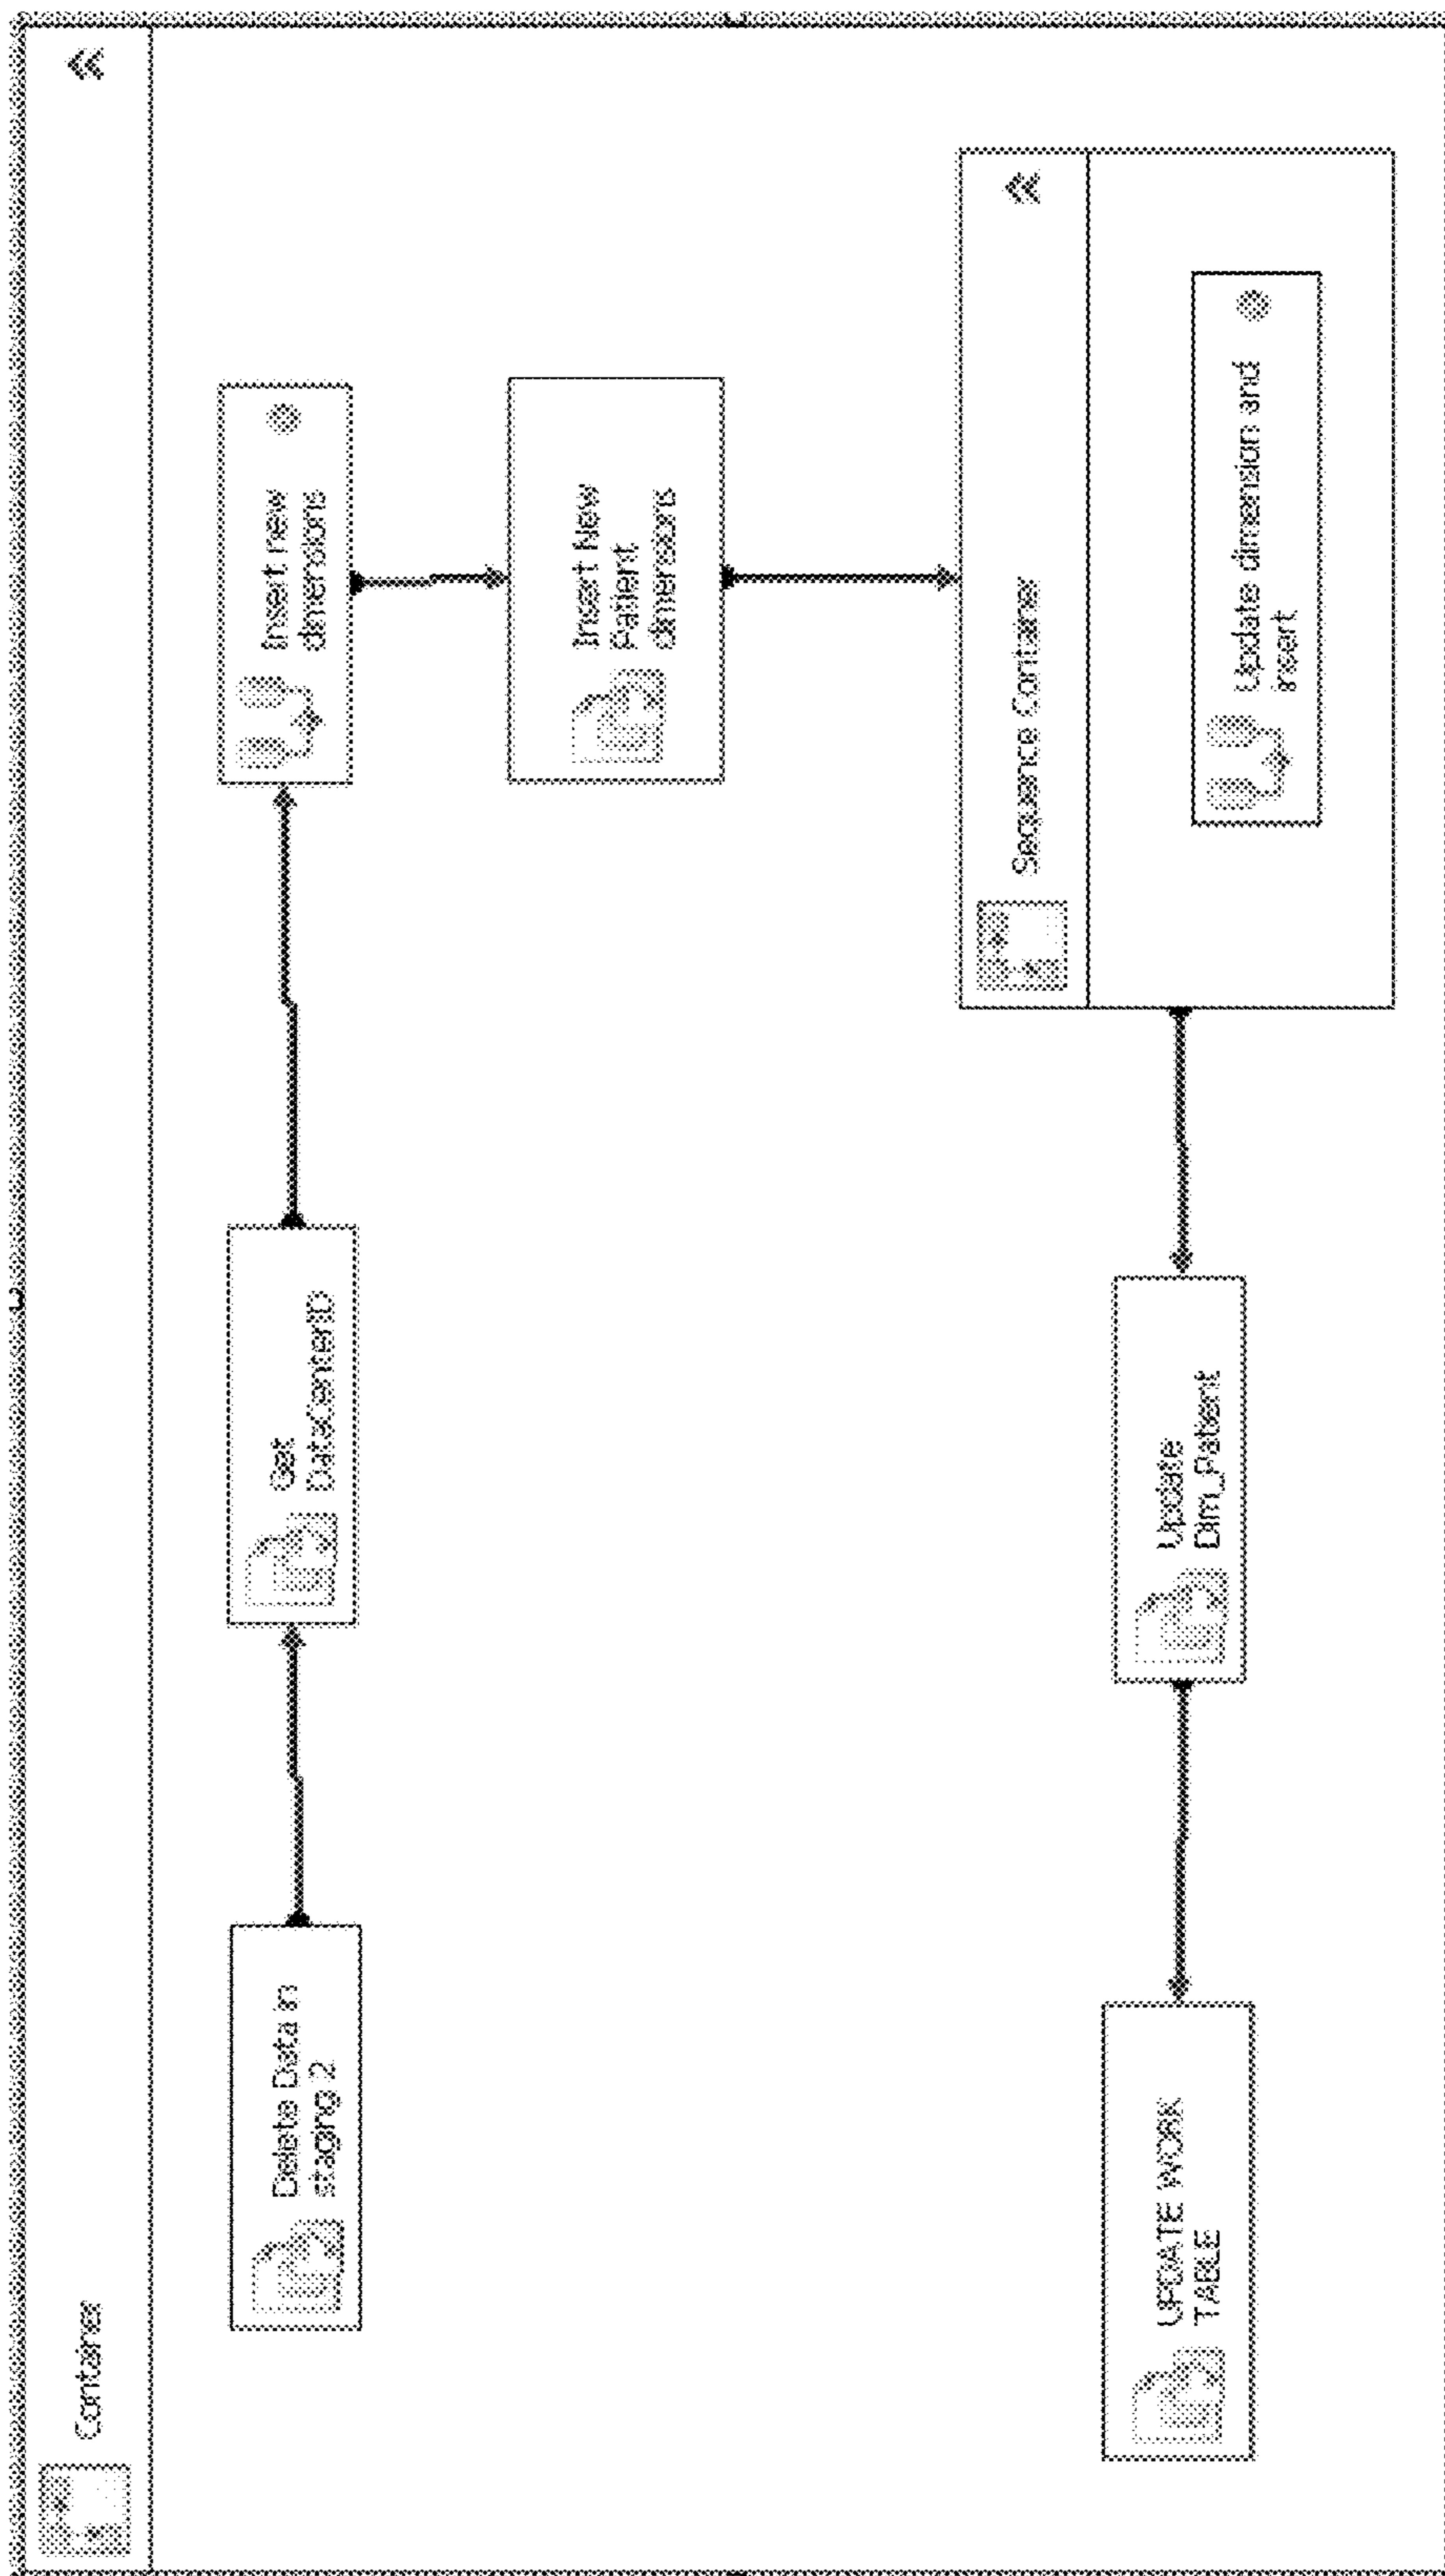 Container
Delete Data in
staging 2
Get
DataCenterID
Insert new
dimensions
Insert New
Patient
dimensions
Sequence Container
Update dimension and
insert
Update
Dim_Patient
UPDATE WORK
TABLE